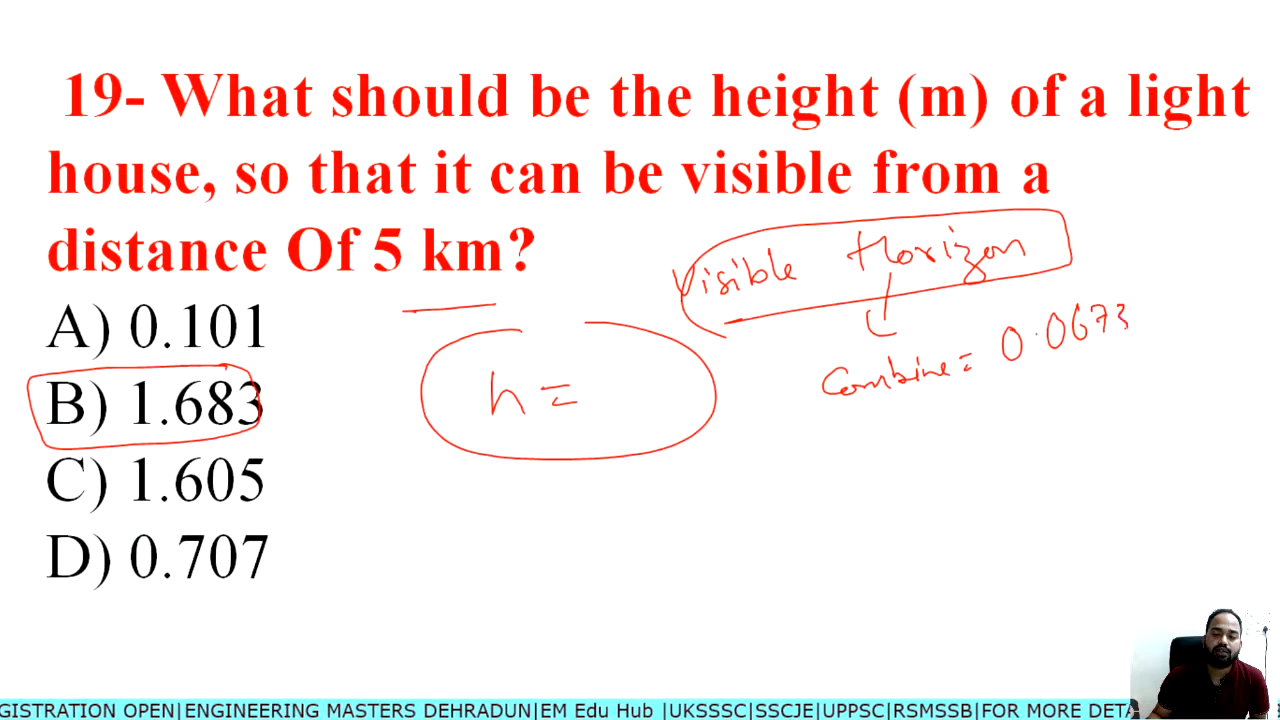 19- What should be the height (m) of a light
house, so that it can be visible from a
distance Of 5 km?
Visible Horizon
A) 0.101
Combine = 0.0673
B) 1.683
h =
C) 1.605
D) 0.707
GISTRATION OPEN|ENGINEERING MASTERS DEHRADUN|EM Edu Hub |UKSSSC|SSCJE|UPPSC|RSMSSB|FOR MORE DETA